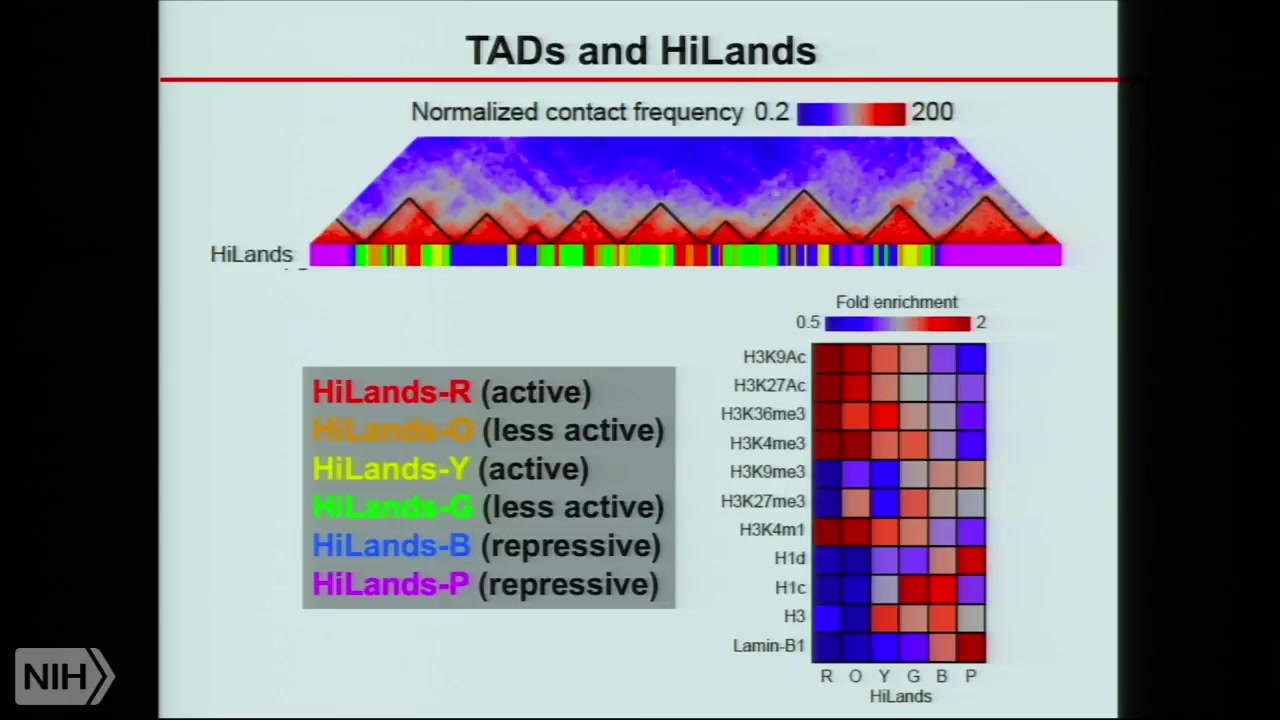 TADs and HiLands
Normalized contact frequency 0.2 200
HiLands
Fold enrichment
0.5 2
HiLands-R (active)
HiLands-O (less active)
HiLands-Y (active)
HiLands-G (less active)
HiLands-B (repressive)
HiLands-P (repressive)
H3K9Ac
H3K27Ac
H3K36me3
H3K4me3
H3K9me3
H3K27me3
H3K4m1
H1d
H1c
H3
Lamin-B1
R O Y G B P
HiLands
NIH